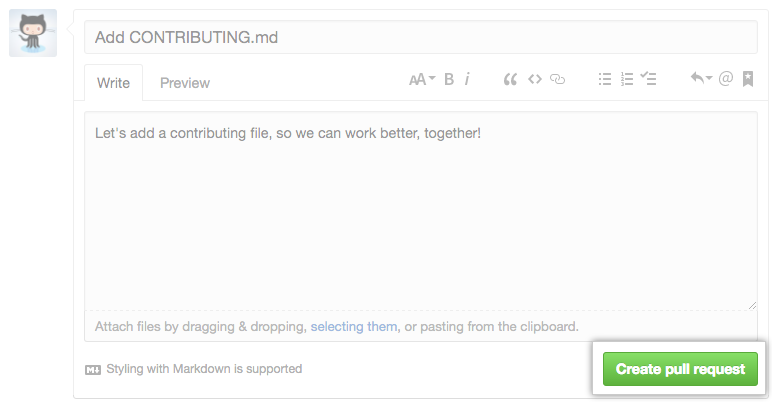 Add CONTRIBUTING.md
Write Preview AA B i @
Let's add a contributing file, so we can work better, together!
Attach files by dragging & dropping, selecting them, or pasting from the clipboard.
Styling with Markdown is supported
Create pull request